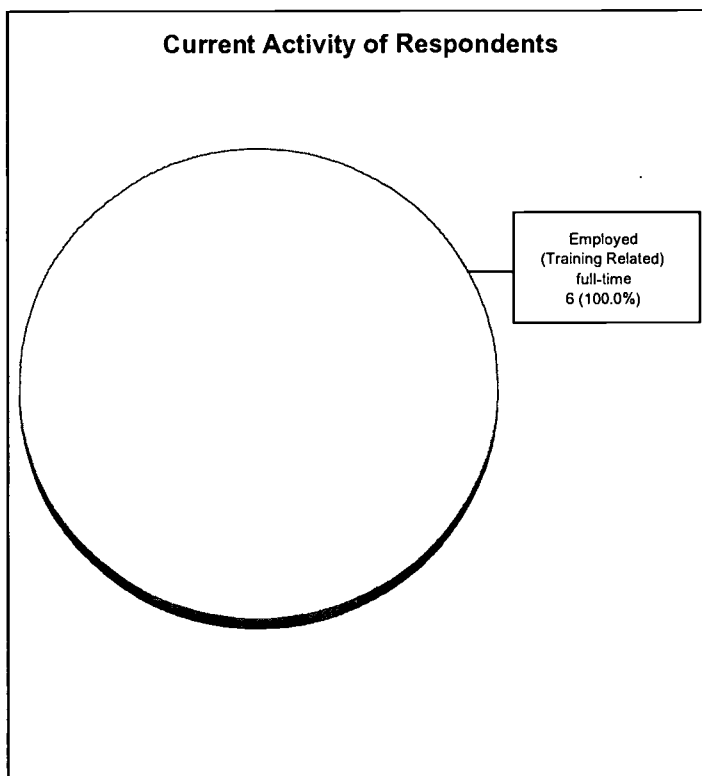 Current Activity of Respondents
Employed
(Training Related)
full-time
6 (100.0%)